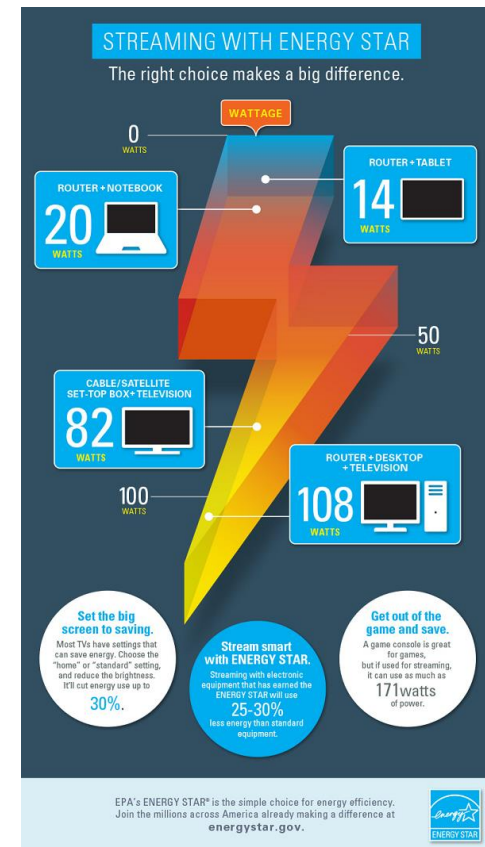 STREAMING WITH ENERGY STAR
The right choice makes a big difference.
WATTAGE
0
WATTS
ROUTER + TABLET
14
WATTS
ROUTER + NOTEBOOK
20
WATTS
50
WATTS
CABLE/SATELLITE
SET-TOP BOX + TELEVISION
82
WATTS
ROUTER + DESKTOP
+ TELEVISION
108
WATTS
100
WATTS
Set the big
screen to saving.
Most TVs have settings that
can save energy. Choose the
"home" or "standard" setting,
and reduce the brightness.
It'll cut energy use up to
30%.
Stream smart
with ENERGY STAR.
Streaming with electronic
equipment that has earned the
ENERGY STAR will use
25-30%
less energy than standard
equipment.
Get out of the
game and save.
A game console is great
for games,
but if used for streaming,
it can use as much as
171watts
of power.
EPA's ENERGY STAR® is the simple choice for energy efficiency.
Join the millions across America already making a difference at
energystar.gov.
energy
ENERGY STAR